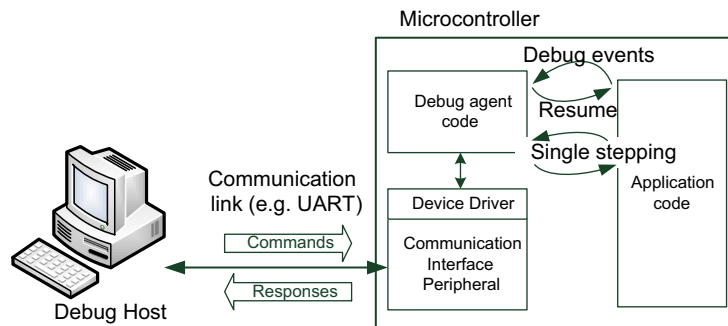 Microcontroller
Debug events
Debug agent
code
Resume
Single stepping
Application
code
Communication
link (e.g. UART)
Device Driver
Commands
Communication
Interface
Peripheral
Responses
Debug Host